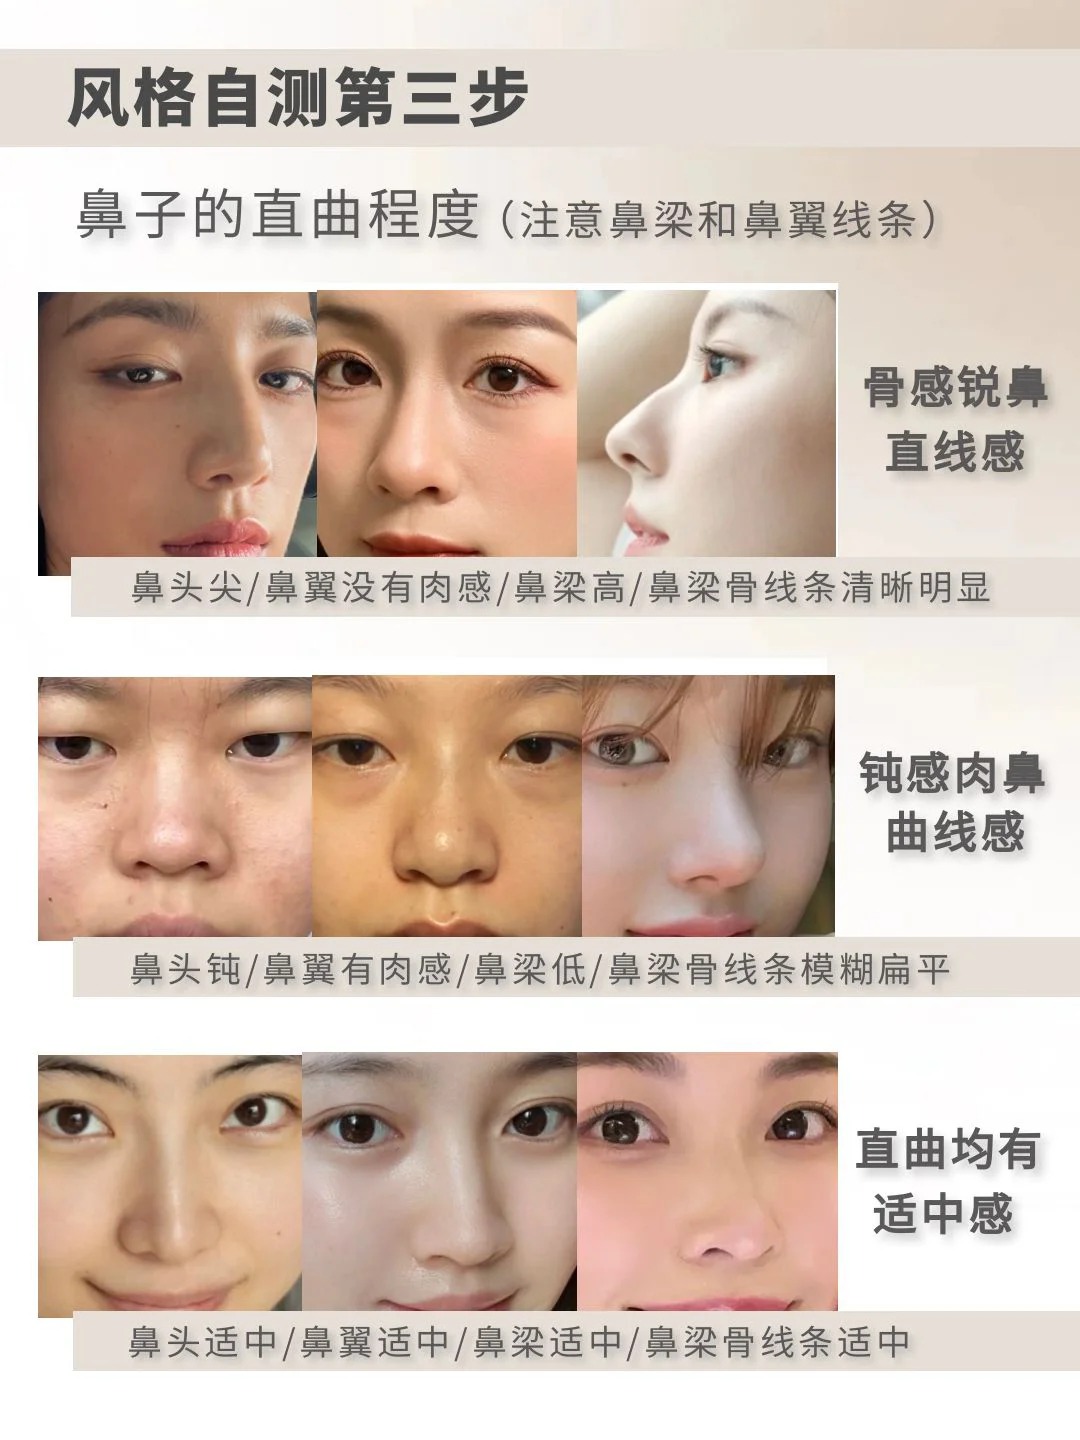 风格自测第三步
鼻子的直曲程度（注意鼻梁和鼻翼线条）
骨感锐鼻
直线感
鼻头尖/鼻翼没有肉感/鼻梁高/鼻梁骨线条清晰明显
钝感肉鼻
曲线感
鼻头钝/鼻翼有肉感/鼻梁低/鼻梁骨线条模糊扁平
直曲均有
适中感
鼻头适中/鼻翼适中/鼻梁适中/鼻梁骨线条适中